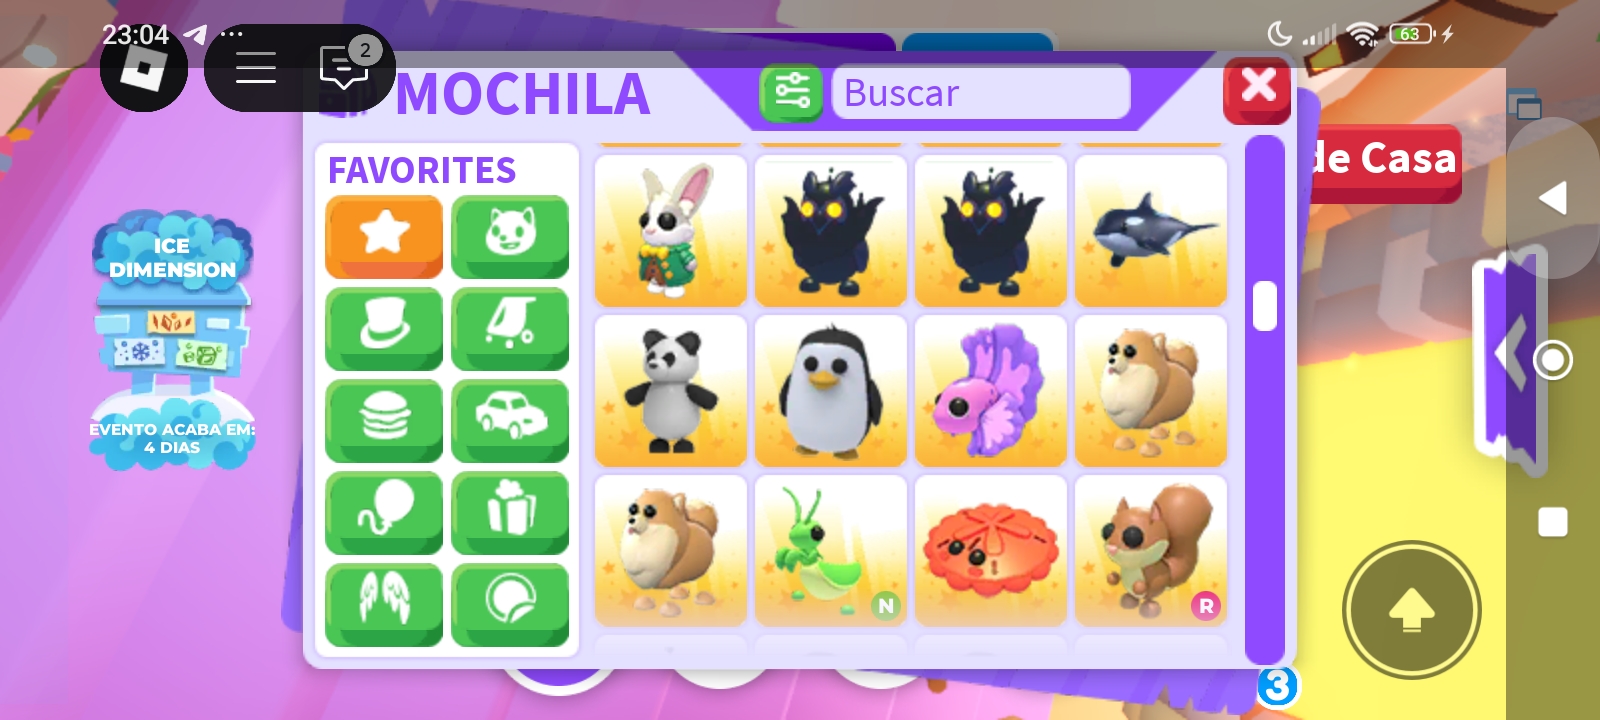 23:04
2
63
MOCHILA
Buscar
de Casa
FAVORITES
ICE
DIMENSION
EVENTO ACABA EM:
4 DIAS
N
R
3